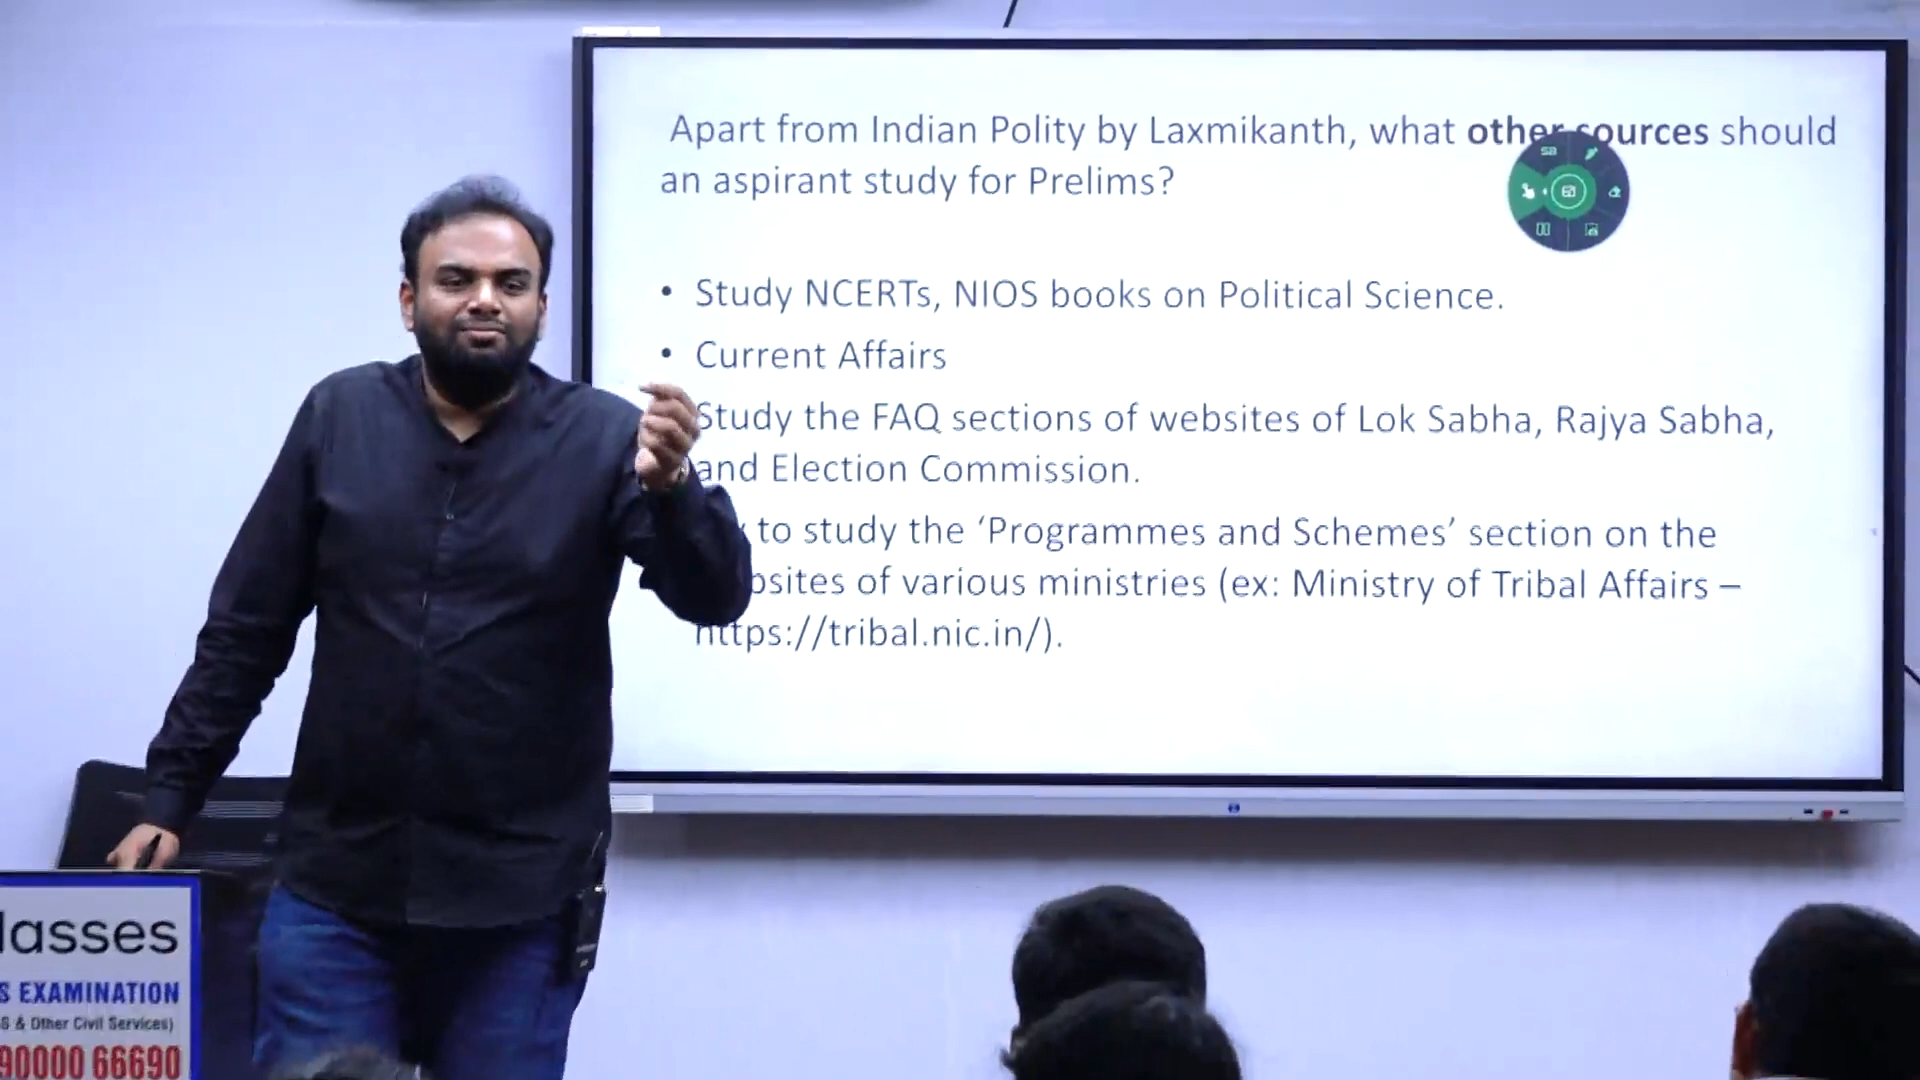 Apart from Indian Polity by Laxmikanth, what other sources should
an aspirant study for Prelims?
• Study NCERTs, NIOS books on Political Science.
• Current Affairs
Study the FAQ sections of websites of Lok Sabha, Rajya Sabha,
and Election Commission.
to study the ‘Programmes and Schemes’ section on the
of various ministries (ex: Ministry of Tribal Affairs –
https://tribal.nic.in/).
lasses
S EXAMINATION
S & Other Civil Services)
90000 66690